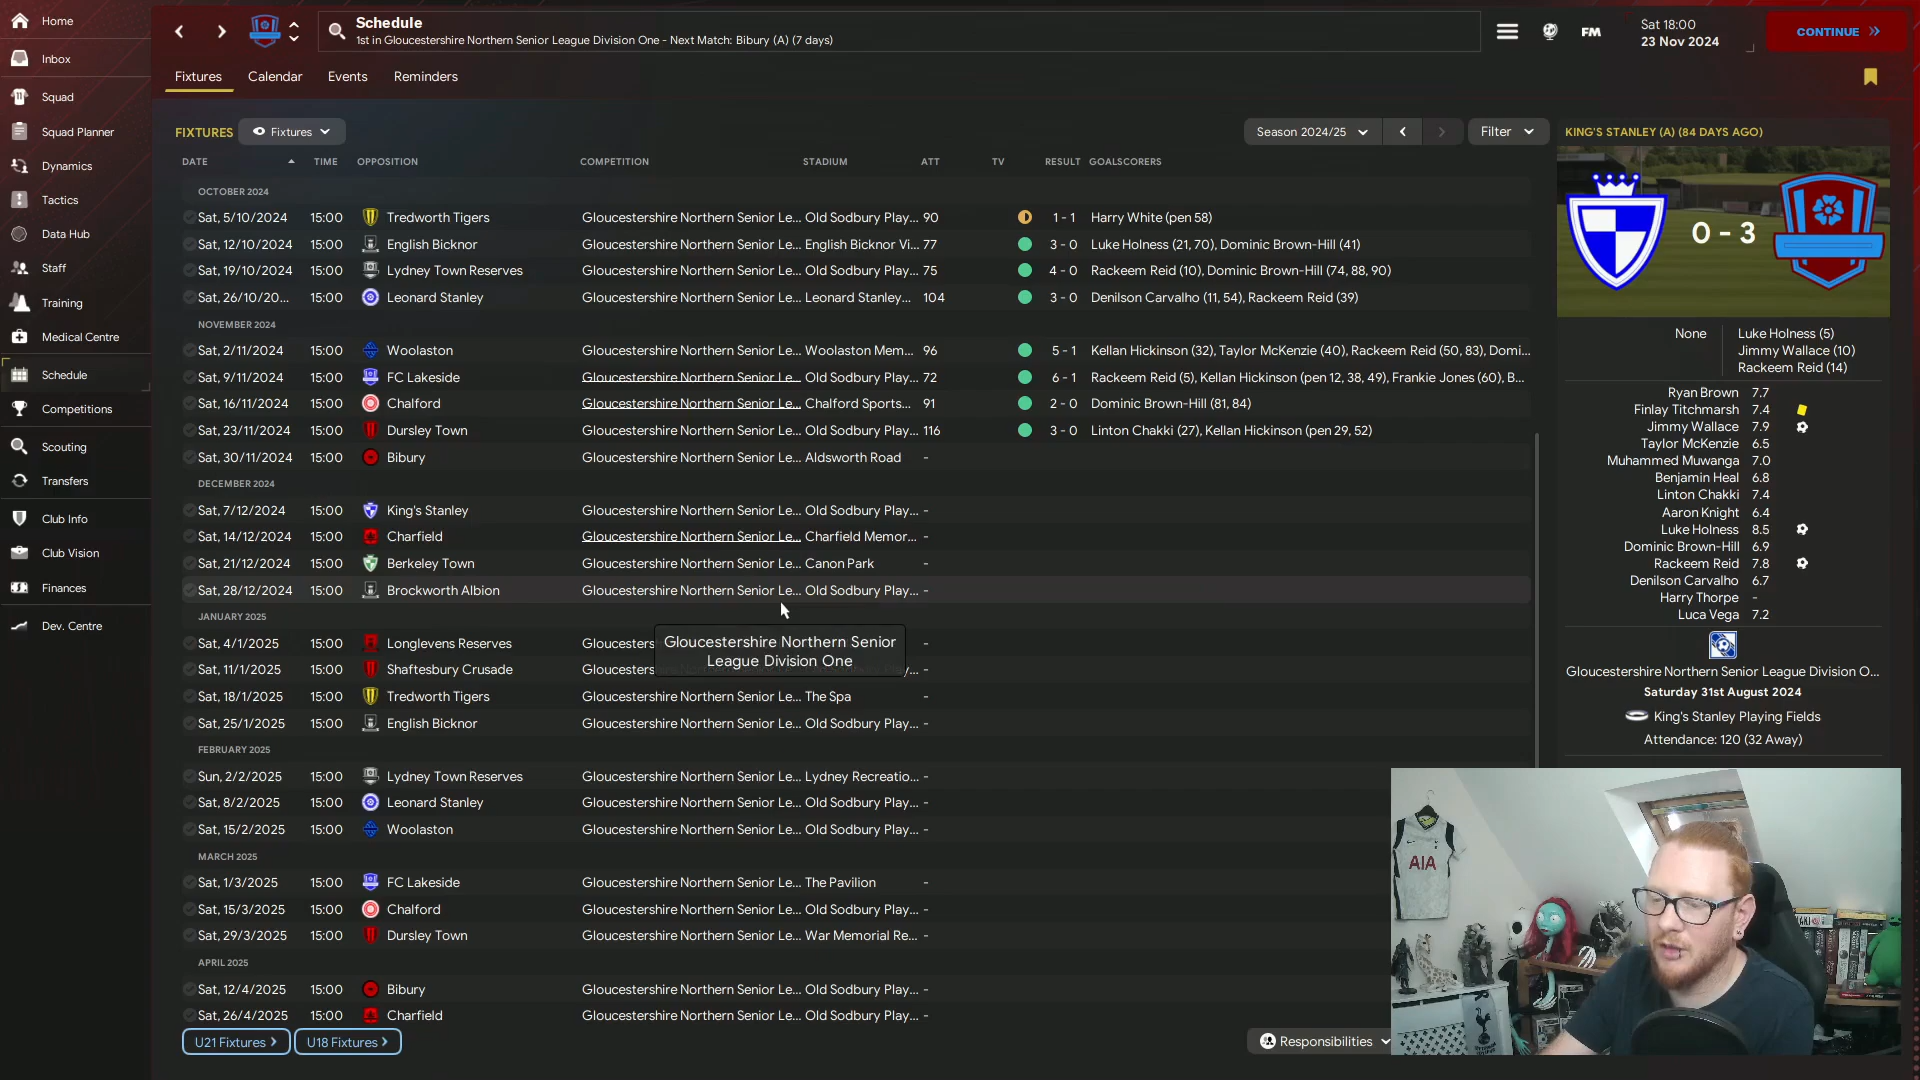 Home
Inbox
Squad
Squad Planner
Dynamics
Tactics
Data Hub
Staff
Training
Medical Centre
Schedule
Competitions
Scouting
Transfers
Club Info
Club Vision
Finances
Dev. Centre
Schedule
1st in Gloucestershire Northern Senior League Division One - Next Match: Bibury (A) (7 days)
FM
Sat 18:00
23 Nov 2024
CONTINUE
Fixtures Calendar Events Reminders
FIXTURES Fixtures Season 2024/25 Filter
DATE TIME OPPOSITION COMPETITION STADIUM ATT TV RESULT GOALSCORERS
OCTOBER 2024
Sat, 5/10/2024 15:00 Tredworth Tigers Gloucestershire Northern Senior Le... Old Sodbury Play... 90 1 - 1 Harry White (pen 58)
Sat, 12/10/2024 15:00 English Bicknor Gloucestershire Northern Senior Le... English Bicknor Vi... 77 3 - 0 Luke Holness (21, 70), Dominic Brown-Hill (41)
Sat, 19/10/2024 15:00 Lydney Town Reserves Gloucestershire Northern Senior Le... Old Sodbury Play... 75 4 - 0 Rackeem Reid (10), Dominic Brown-Hill (74, 88, 90)
Sat, 26/10/20... 15:00 Leonard Stanley Gloucestershire Northern Senior Le... Leonard Stanley... 104 3 - 0 Denilson Carvalho (11, 54), Rackeem Reid (39)
NOVEMBER 2024
Sat, 2/11/2024 15:00 Woolaston Gloucestershire Northern Senior Le... Woolaston Mem... 96 5 - 1 Kellan Hickinson (32), Taylor McKenzie (40), Rackeem Reid (50, 83), Domi...
Sat, 9/11/2024 15:00 FC Lakeside Gloucestershire Northern Senior Le... Old Sodbury Play... 72 6 - 1 Rackeem Reid (5), Kellan Hickinson (pen 12, 38, 49), Frankie Jones (60), B...
Sat, 16/11/2024 15:00 Chalford Gloucestershire Northern Senior Le... Chalford Sports... 91 2 - 0 Dominic Brown-Hill (81, 84)
Sat, 23/11/2024 15:00 Dursley Town Gloucestershire Northern Senior Le... Old Sodbury Play... 116 3 - 0 Linton Chakki (27), Kellan Hickinson (pen 29, 52)
Sat, 30/11/2024 15:00 Bibury Gloucestershire Northern Senior Le... Aldsworth Road -
DECEMBER 2024
Sat, 7/12/2024 15:00 King's Stanley Gloucestershire Northern Senior Le... Old Sodbury Play... -
Sat, 14/12/2024 15:00 Charfield Gloucestershire Northern Senior Le... Charfield Memor... -
Sat, 21/12/2024 15:00 Berkeley Town Gloucestershire Northern Senior Le... Canon Park -
Sat, 28/12/2024 15:00 Brockworth Albion Gloucestershire Northern Senior Le... Old Sodbury Play... -
JANUARY 2025
Gloucestershire Northern Senior
League Division One
Sat, 4/1/2025 15:00 Longlevens Reserves Gloucesters -
Sat, 11/1/2025 15:00 Shaftesbury Crusade Gloucesters -
Sat, 18/1/2025 15:00 Tredworth Tigers Gloucestershire Northern Senior Le... The Spa -
Sat, 25/1/2025 15:00 English Bicknor Gloucestershire Northern Senior Le... Old Sodbury Play... -
FEBRUARY 2025
Sun, 2/2/2025 15:00 Lydney Town Reserves Gloucestershire Northern Senior Le... Lydney Recreatio... -
Sat, 8/2/2025 15:00 Leonard Stanley Gloucestershire Northern Senior Le... Old Sodbury Play... -
Sat, 15/2/2025 15:00 Woolaston Gloucestershire Northern Senior Le... Old Sodbury Play... -
MARCH 2025
Sat, 1/3/2025 15:00 FC Lakeside Gloucestershire Northern Senior Le... The Pavilion -
Sat, 15/3/2025 15:00 Chalford Gloucestershire Northern Senior Le... Old Sodbury Play... -
Sat, 29/3/2025 15:00 Dursley Town Gloucestershire Northern Senior Le... War Memorial Re... -
APRIL 2025
Sat, 12/4/2025 15:00 Bibury Gloucestershire Northern Senior Le... Old Sodbury Play... -
Sat, 26/4/2025 15:00 Charfield Gloucestershire Northern Senior Le... Old Sodbury Play... -
U21 Fixtures U18 Fixtures Responsibilities
KING'S STANLEY (A) (84 DAYS AGO)
0 - 3
None Luke Holness (5)
Jimmy Wallace (10)
Rackeem Reid (14)
Ryan Brown 7.7
Finlay Titchmarsh 7.4
Jimmy Wallace 7.9
Taylor McKenzie 6.5
Muhammed Muwanga 7.0
Benjamin Heal 6.8
Linton Chakki 7.4
Aaron Knight 6.4
Luke Holness 8.5
Dominic Brown-Hill 6.9
Rackeem Reid 7.8
Denilson Carvalho 6.7
Harry Thorpe -
Luca Vega 7.2
Gloucestershire Northern Senior League Division O...
Saturday 31st August 2024
King's Stanley Playing Fields
Attendance: 120 (32 Away)
AIA